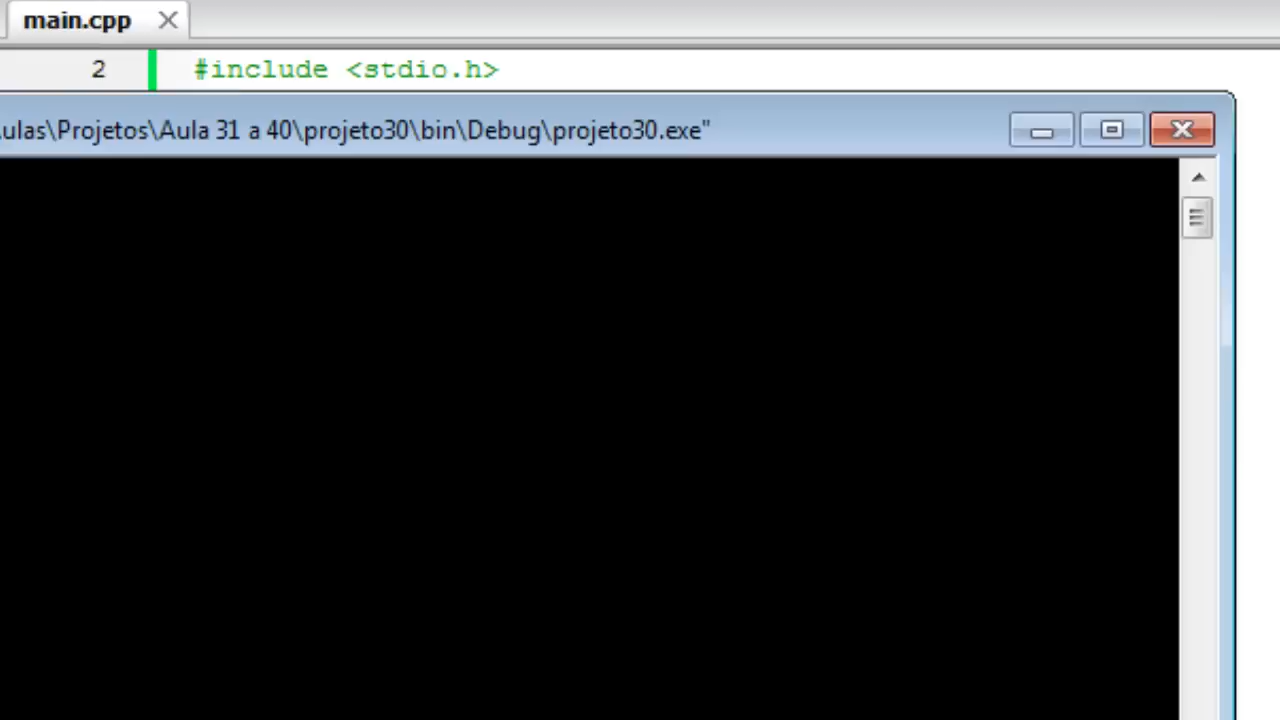 main.cpp
2 #include <stdio.h>
ulas\Projetos\Aula 31 a 40\projeto30\bin\Debug\projeto30.exe"